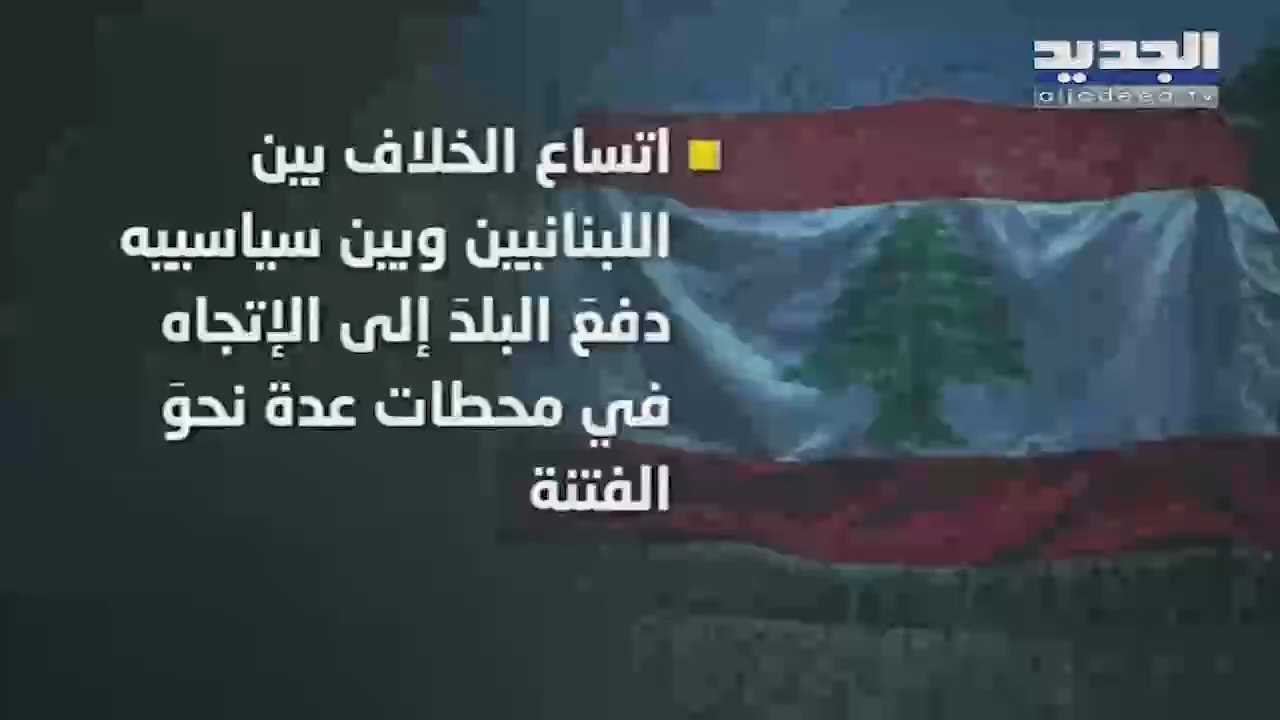 الجديد
aljadeed tv
اتساع الخلاف بين
اللبنانيين وبين سياسييه
دفعَ البلدَ إلى الإتجاه
في محطات عدة نحوَ
الفتنة